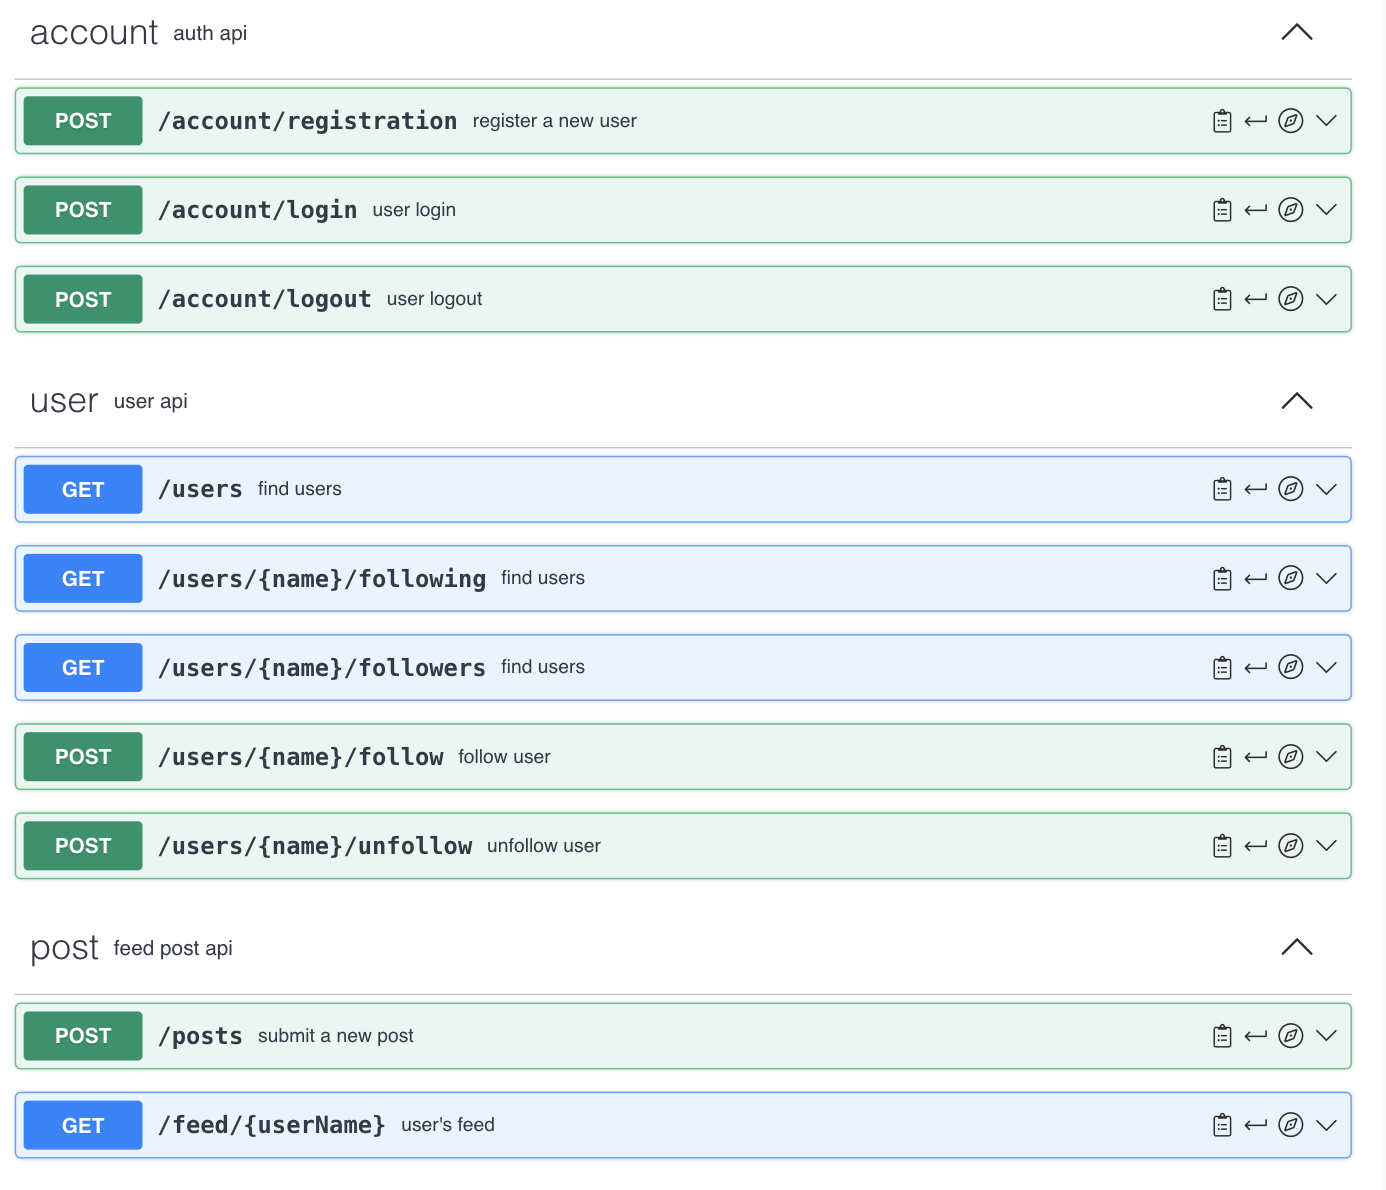 account auth api
POST /account/registration register a new user
POST /account/login user login
POST /account/logout user logout
user user api
GET /users find users
GET /users/{name}/following find users
GET /users/{name}/followers find users
POST /users/{name}/follow follow user
POST /users/{name}/unfollow unfollow user
post feed post api
POST /posts submit a new post
GET /feed/{userName} user's feed